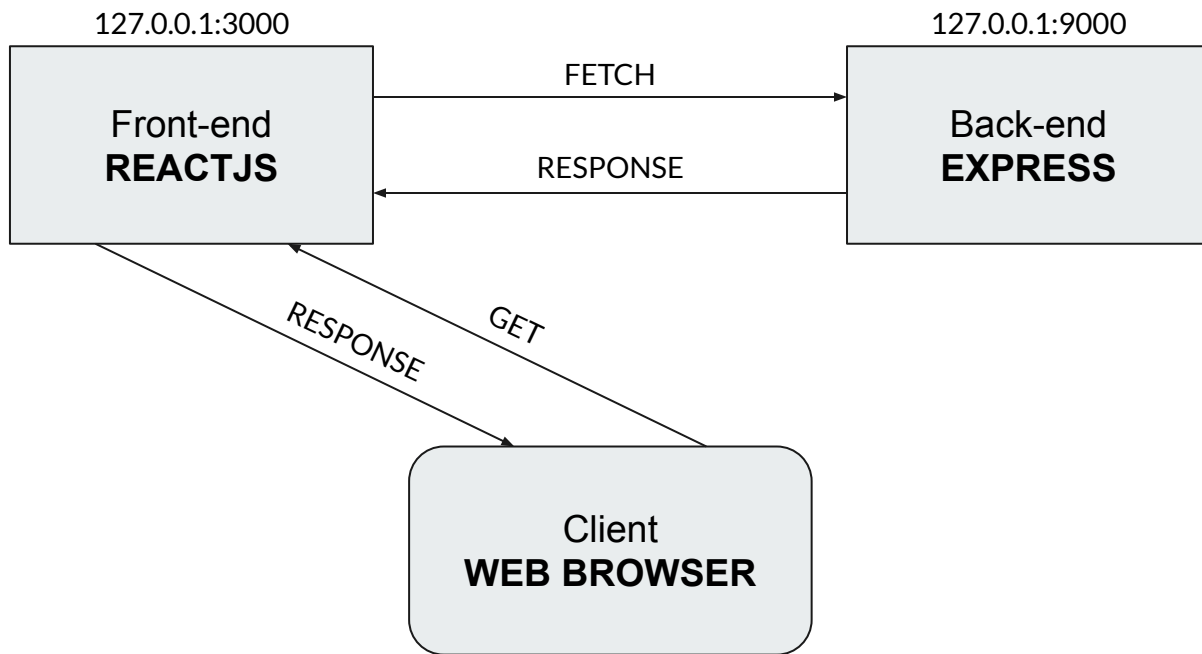 127.0.0.1:3000
127.0.0.1:9000
Front-end
REACTJS
FETCH
RESPONSE
Back-end
EXPRESS
RESPONSE
GET
Client
WEB BROWSER